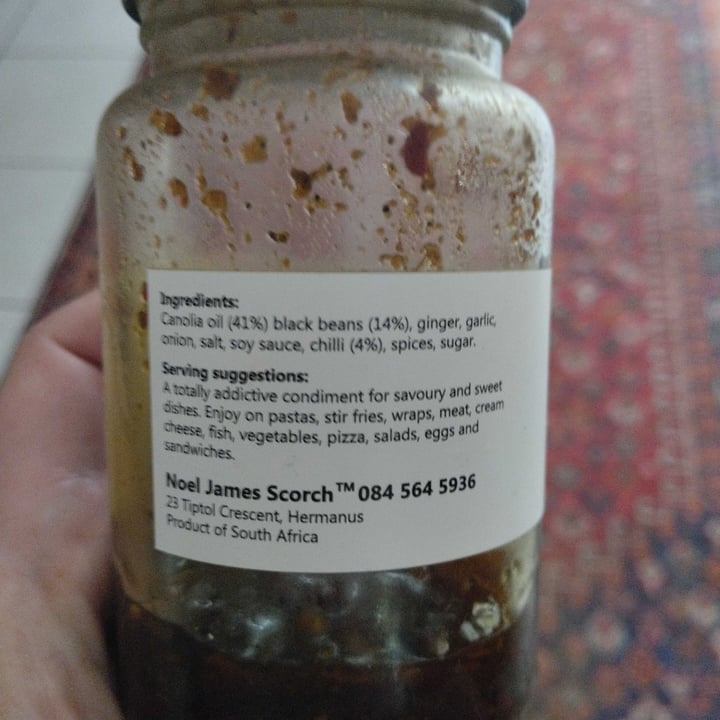 Ingredients:
Canolia oil (41%) black beans (14%), ginger, garlic,
onion, salt, soy sauce, chilli (4%), spices, sugar.
Serving suggestions:
A totally addictive condiment for savoury and sweet
dishes. Enjoy on pastas, stir fries, wraps, meat, cream
cheese, fish, vegetables, pizza, salads, eggs and
sandwiches.
Noel James Scorch™ 084 564 5936
23 Tiptol Crescent, Hermanus
Product of South Africa